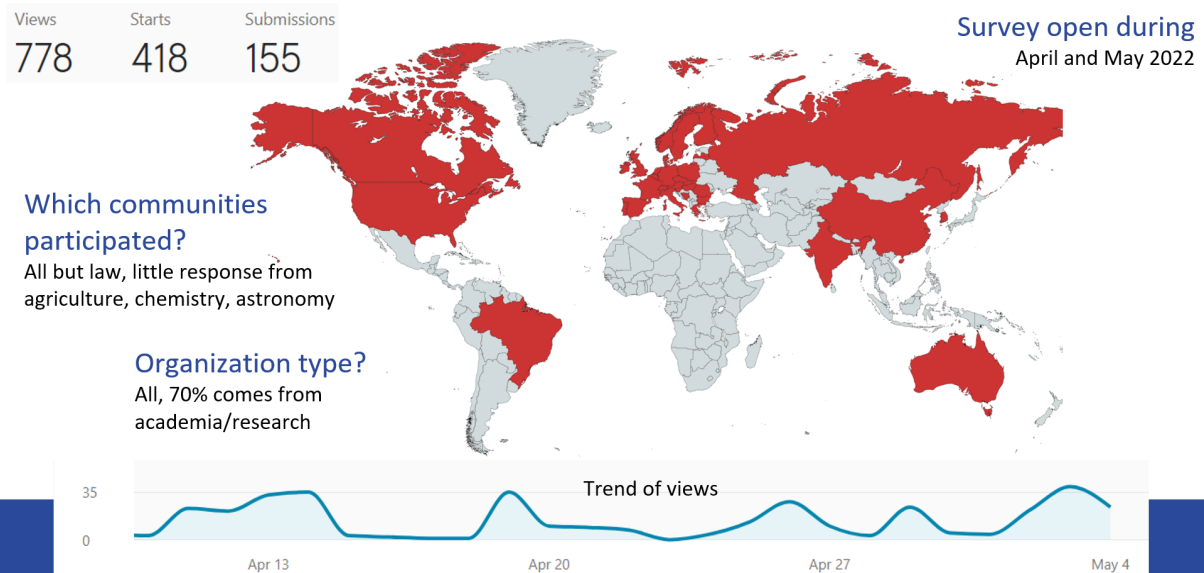 Views
Starts
Submissions
778
418
155
Survey open during
April and May 2022
Which communities
participated?
All but law, little response from
agriculture, chemistry, astronomy
Organization type?
All, 70% comes from
academia/research
Trend of views
35
0
Apr 13
Apr 20
Apr 27
May 4